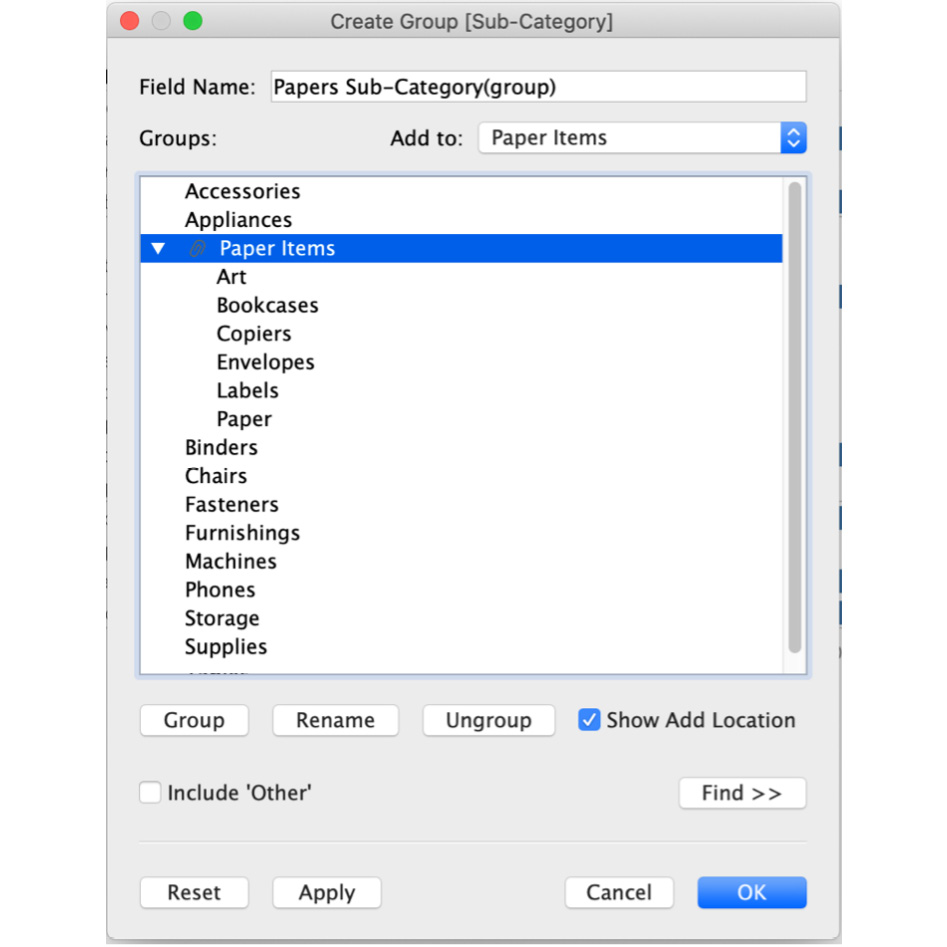 Create Group [Sub-Category]
Field Name: Papers Sub-Category(group)
Groups: Add to: Paper Items
Accessories
Appliances
Paper Items
Art
Bookcases
Copiers
Envelopes
Labels
Paper
Binders
Chairs
Fasteners
Furnishings
Machines
Phones
Storage
Supplies
Group Rename Ungroup Show Add Location
Include 'Other' Find >>
Reset Apply Cancel OK